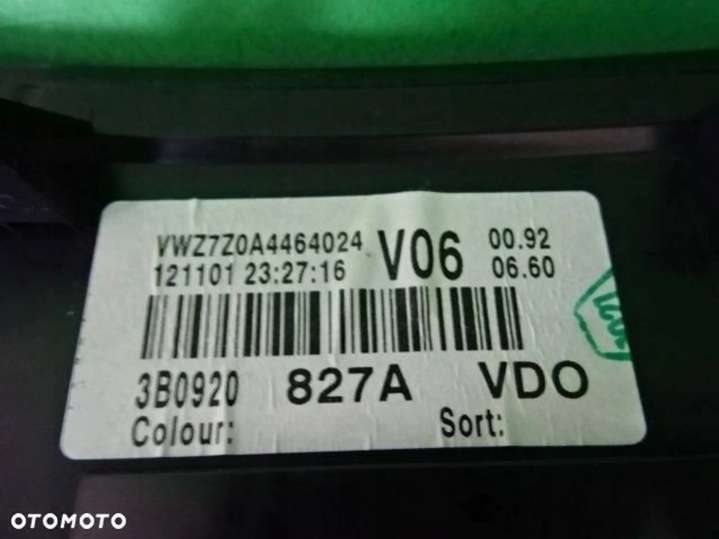 VWZ7Z0A4464024 V06 00.92
121101 23:27:16 06.60
3B0920 827A VDO
Colour: Sort:
OTOMOTO